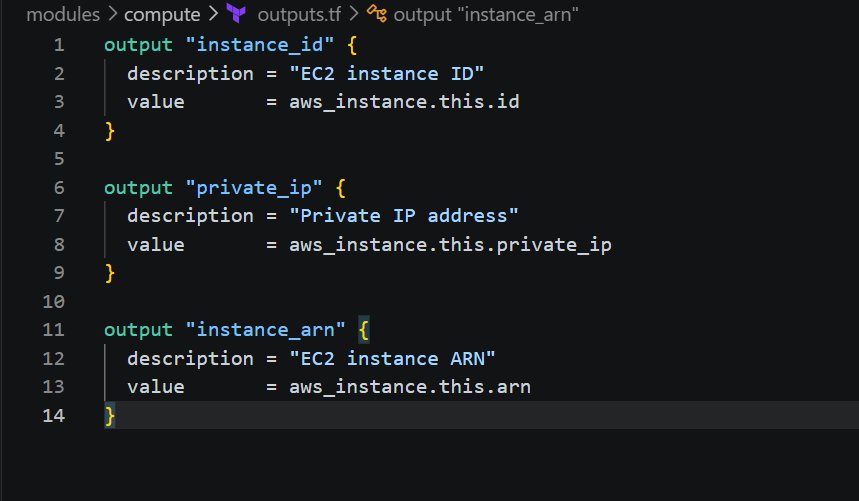 modules > compute > outputs.tf > output "instance_arn"
1 output "instance_id" {
2   description = "EC2 instance ID"
3   value       = aws_instance.this.id
4 }
5
6 output "private_ip" {
7   description = "Private IP address"
8   value       = aws_instance.this.private_ip
9 }
10
11 output "instance_arn" {
12   description = "EC2 instance ARN"
13   value       = aws_instance.this.arn
14 }